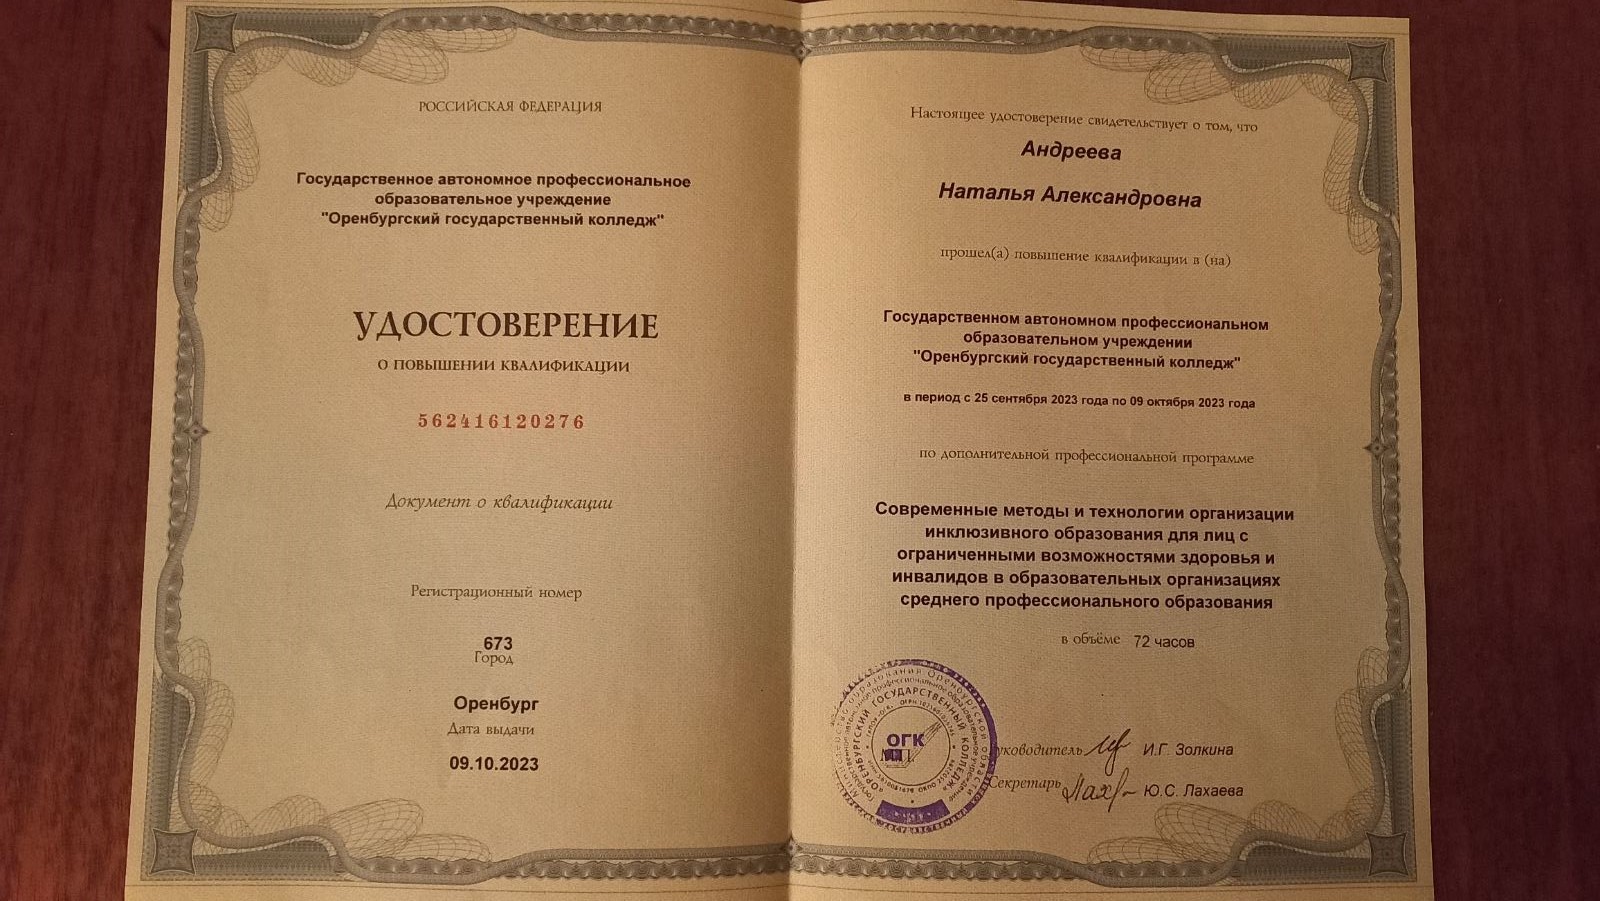 РОССИЙСКАЯ ФЕДЕРАЦИЯ
Государственное автономное профессиональное
образовательное учреждение
"Оренбургский государственный колледж"
УДОСТОВЕРЕНИЕ
О ПОВЫШЕНИИ КВАЛИФИКАЦИИ
562416120276
Документ о квалификации
Регистрационный номер
673
Город
Оренбург
Дата выдачи
09.10.2023
Настоящее удостоверение свидетельствует о том, что
Андреева
Наталья Александровна
прошел(а) повышение квалификации в (на)
Государственном автономном профессиональном
образовательном учреждении
"Оренбургский государственный колледж"
в период с 25 сентября 2023 года по 09 октября 2023 года
по дополнительной профессиональной программе
Современные методы и технологии организации
инклюзивного образования для лиц с
ограниченными возможностями здоровья и
инвалидов в образовательных организациях
среднего профессионального образования
в объёме 72 часов
Руководитель И.Г. Золкина
Секретарь Ю.С. Лахаева
ОРЕНБУРГСКИЙ ГОСУДАРСТВЕННЫЙ КОЛЛЕДЖ
ОГК